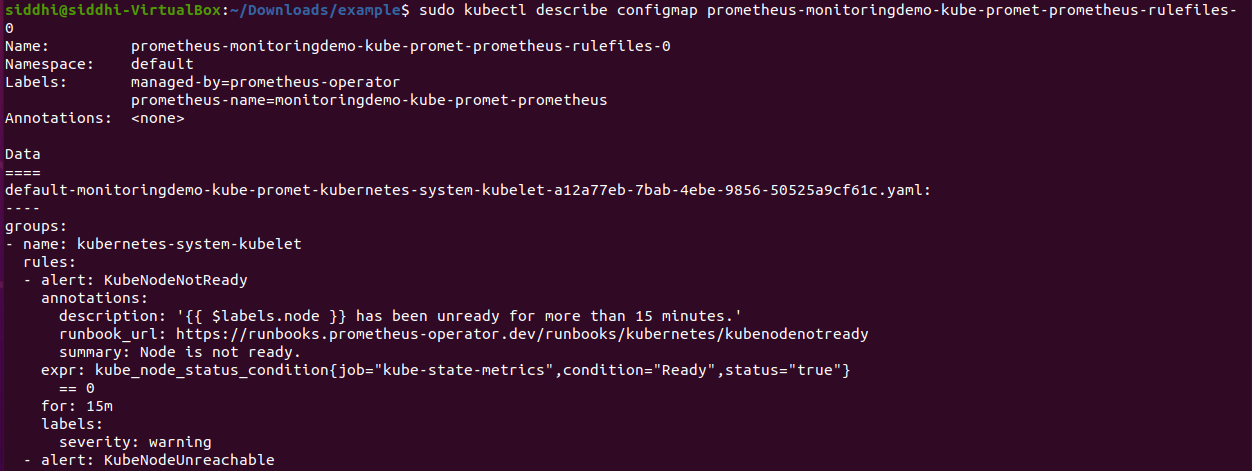 siddhi@siddhi-VirtualBox:~/Downloads/example$ sudo kubectl describe configmap prometheus-monitoringdemo-kube-promet-prometheus-rulefiles-
0
Name:         prometheus-monitoringdemo-kube-promet-prometheus-rulefiles-0
Namespace:    default
Labels:       managed-by=prometheus-operator
              prometheus-name=monitoringdemo-kube-promet-prometheus
Annotations:  <none>

Data
====
default-monitoringdemo-kube-promet-kubernetes-system-kubelet-a12a77eb-7bab-4ebe-9856-50525a9cf61c.yaml:
----
groups:
- name: kubernetes-system-kubelet
  rules:
  - alert: KubeNodeNotReady
    annotations:
      description: '{{ $labels.node }} has been unready for more than 15 minutes.'
      runbook_url: https://runbooks.prometheus-operator.dev/runbooks/kubernetes/kubenodenotready
      summary: Node is not ready.
    expr: kube_node_status_condition{job="kube-state-metrics",condition="Ready",status="true"}
      == 0
    for: 15m
    labels:
      severity: warning
  - alert: KubeNodeUnreachable